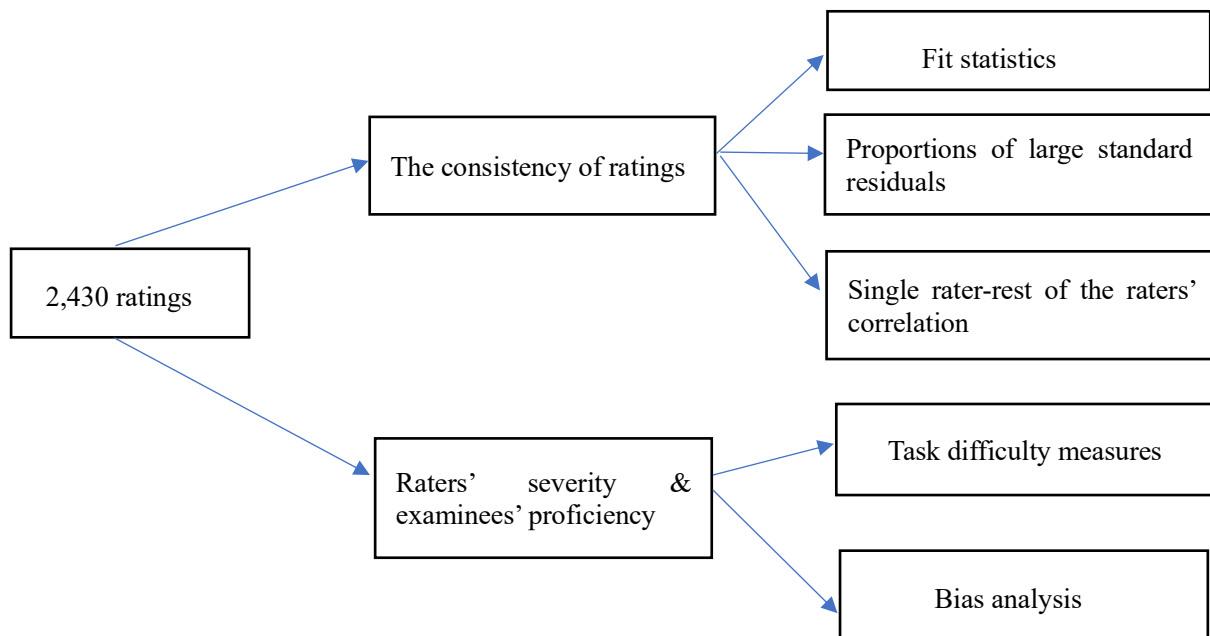 Fit statistics
The consistency of ratings
Proportions of large standard
residuals
2,430 ratings
Single rater-rest of the raters’
correlation
Raters’ severity &
examinees’ proficiency
Task difficulty measures
Bias analysis